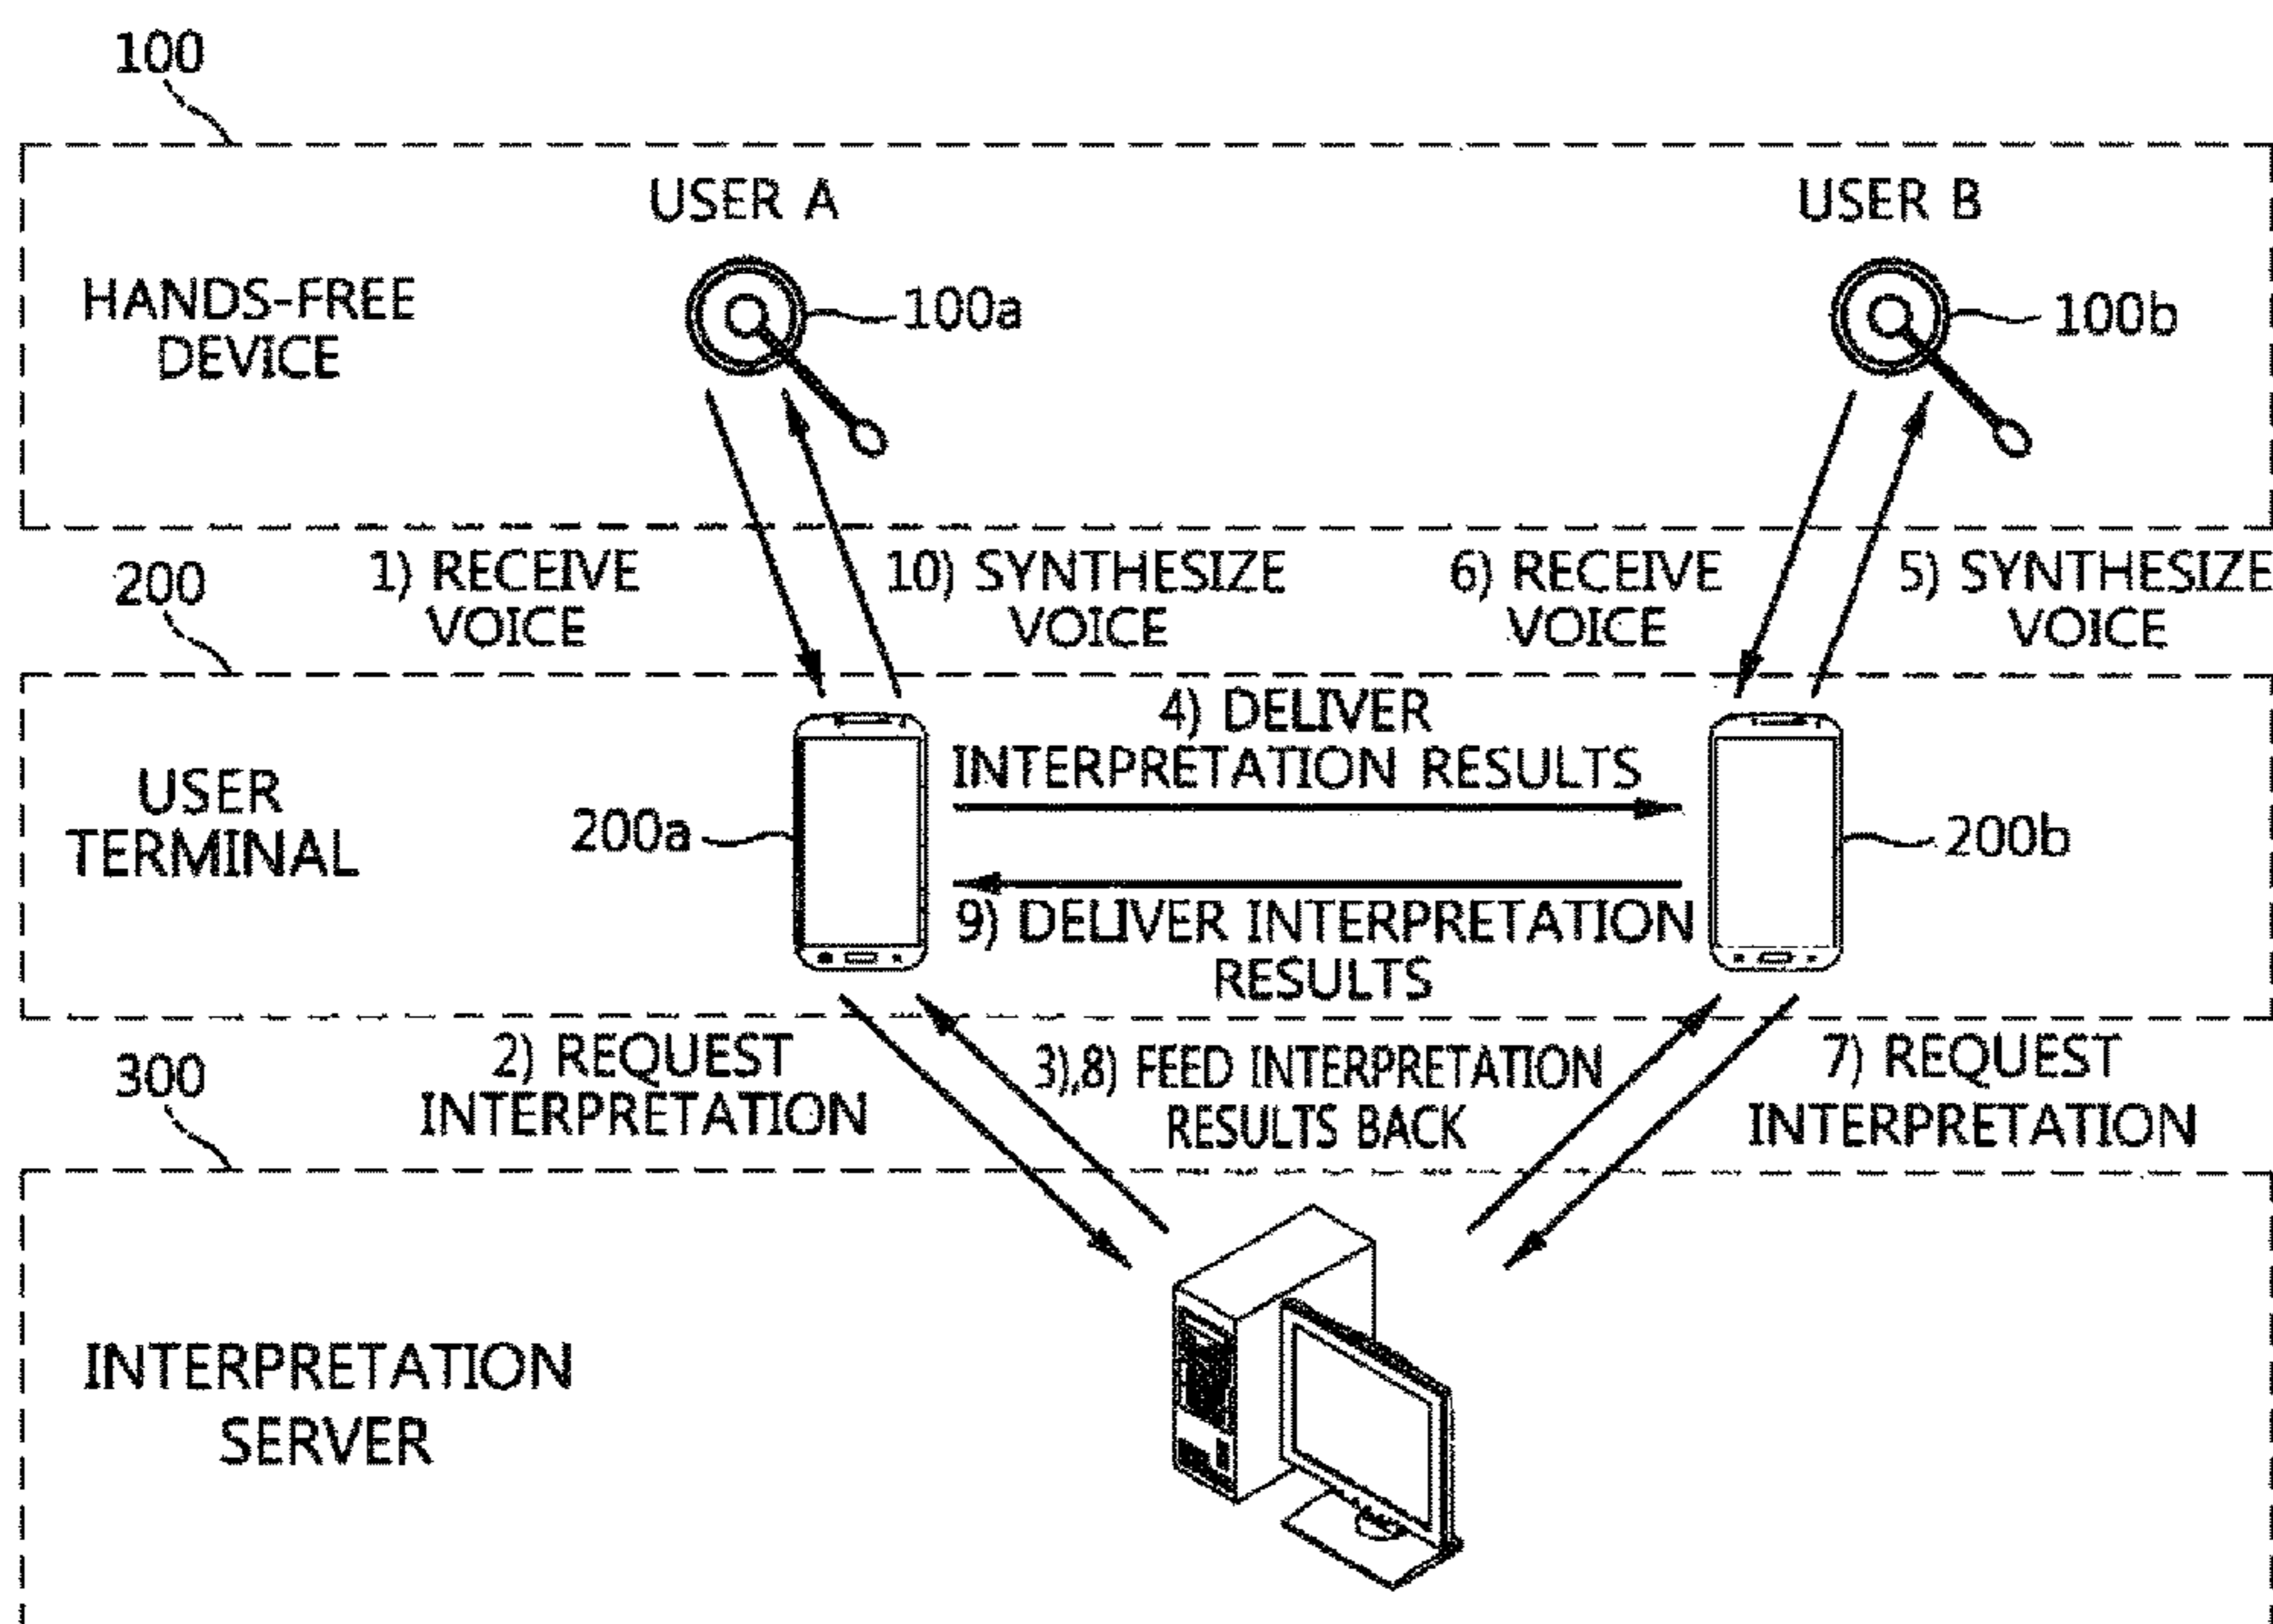 100
USER A
USER B
HANDS-FREE
DEVICE
100a
100b
200
1) RECEIVE
VOICE
10) SYNTHESIZE
VOICE
6) RECEIVE
VOICE
5) SYNTHESIZE
VOICE
4) DELIVER
INTERPRETATION RESULTS
USER
TERMINAL
200a
200b
9) DELIVER INTERPRETATION
RESULTS
300
2) REQUEST
INTERPRETATION
3),8) FEED INTERPRETATION
RESULTS BACK
7) REQUEST
INTERPRETATION
INTERPRETATION
SERVER